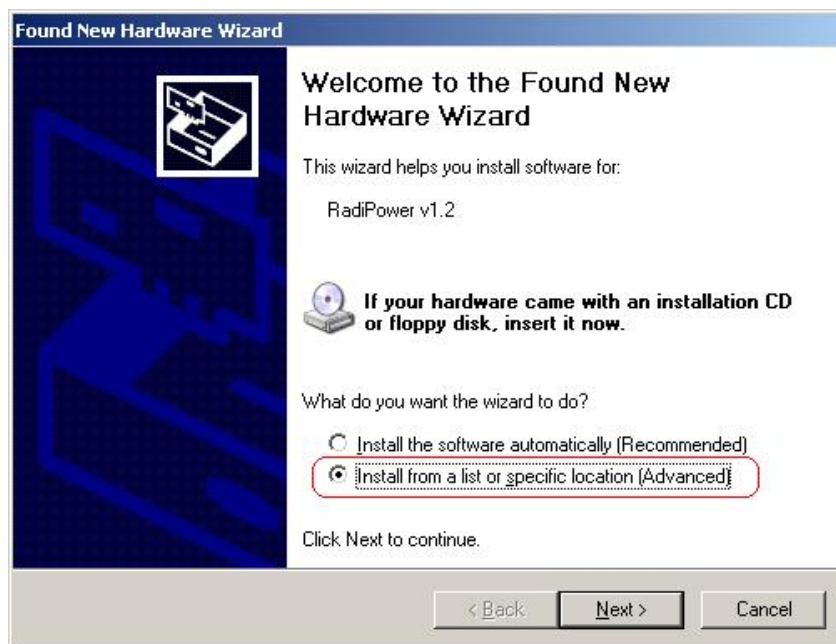 Found New Hardware Wizard
Welcome to the Found New
Hardware Wizard
This wizard helps you install software for:
RadiPower v1.2
If your hardware came with an installation CD
or floppy disk, insert it now.
What do you want the wizard to do?
Install the software automatically (Recommended)
Install from a list or specific location (Advanced)
Click Next to continue.
< Back Next > Cancel